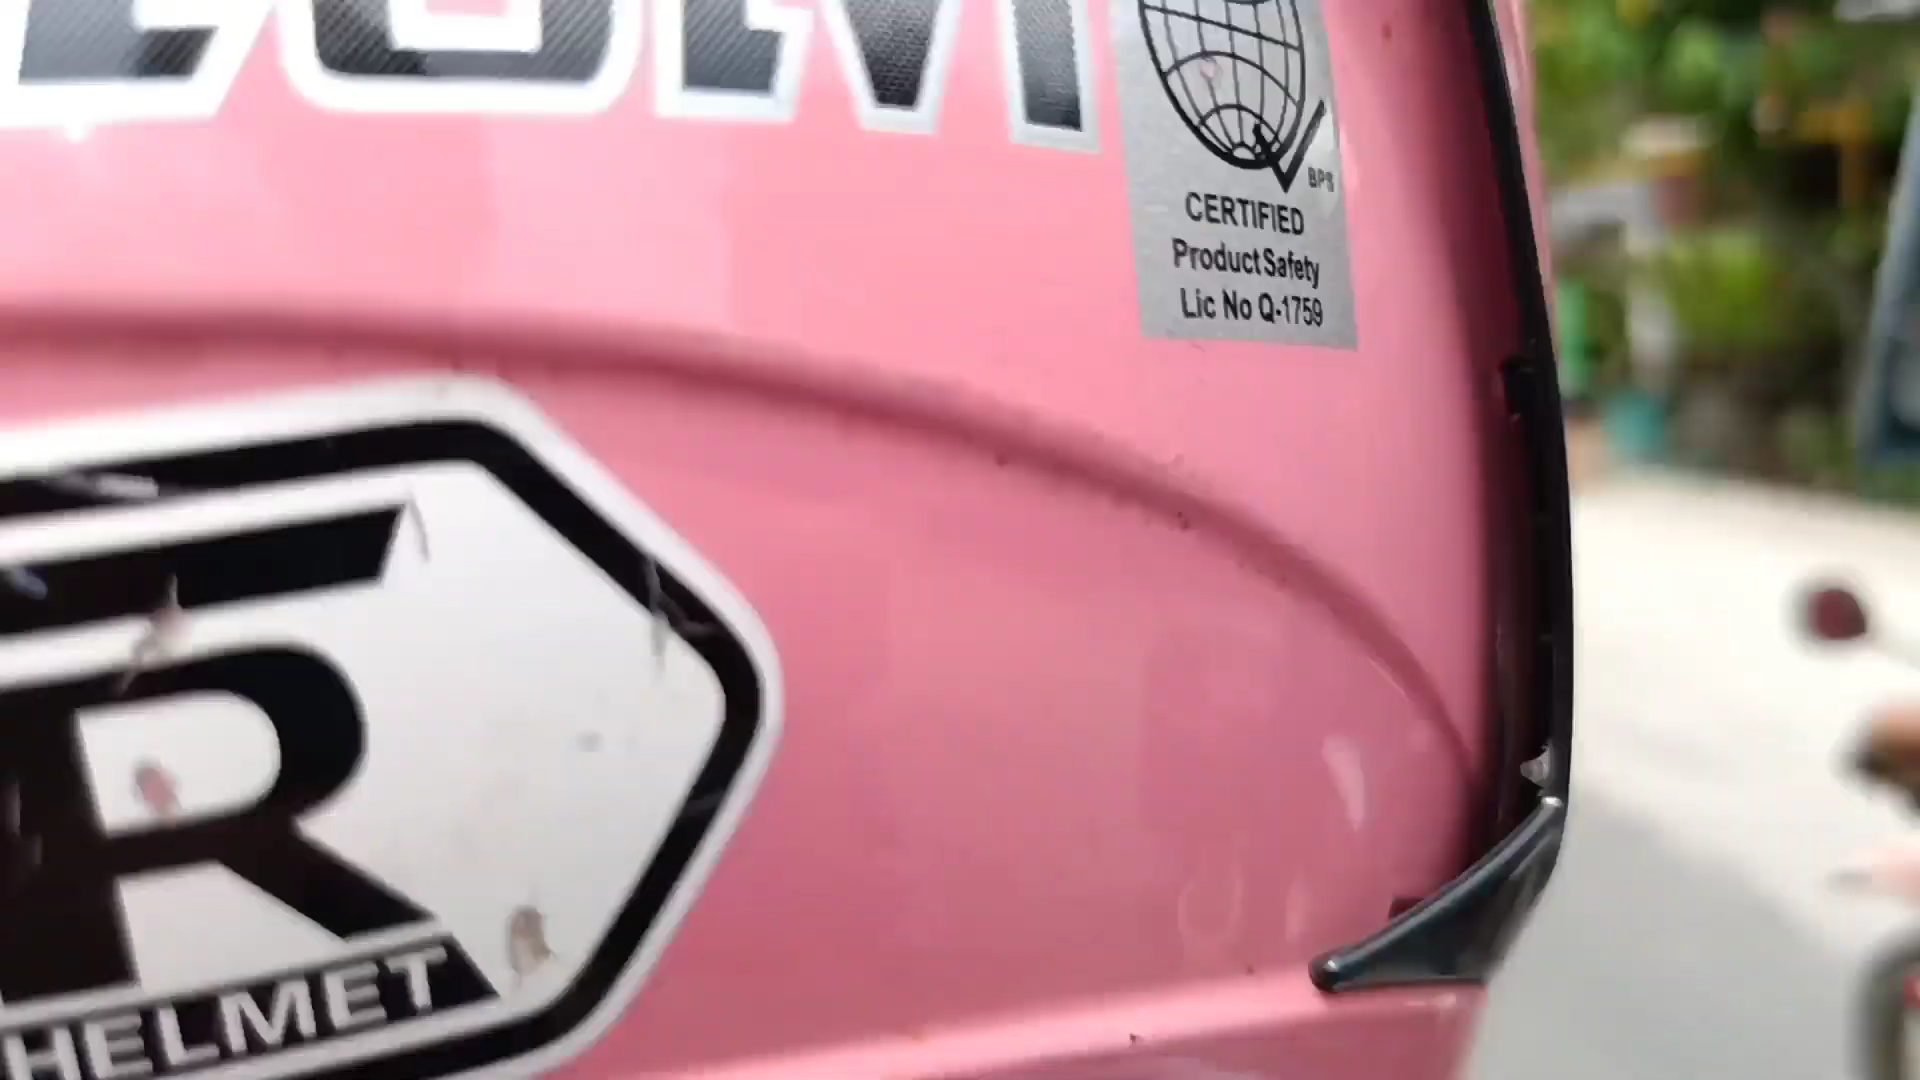 BPS
CERTIFIED
Product Safety
Lic No Q-1759
R
HELMET